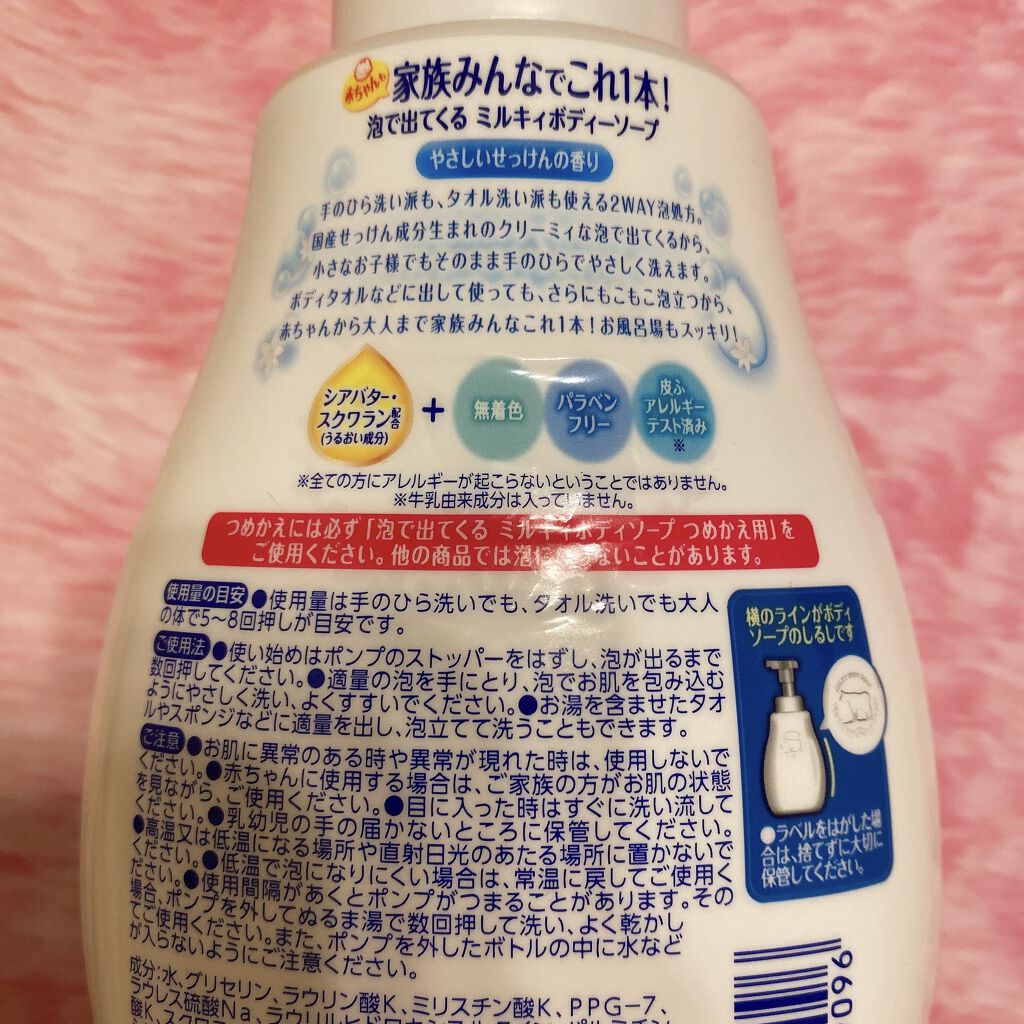 赤ちゃんも
家族みんなでこれ1本!
泡で出てくる ミルキィボディーソープ
やさしいせっけんの香り
手のひら洗い派も、タオル洗い派も使える2WAY泡処方。
国産せっけん成分生まれのクリーミィな泡で出てくるから、
小さなお子様でもそのまま手のひらでやさしく洗えます。
ボディタオルなどに出して使っても、さらにもこもこ泡立つから、
赤ちゃんから大人まで家族みんなこれ1本!お風呂場もスッキリ!
シアバター・
スクワラン配合
(うるおい成分)
+
無着色
パラベン
フリー
皮ふ
アレルギー
テスト済み
※
※全ての方にアレルギーが起こらないということではありません。
※牛乳由来成分は入っていません。
つめかえには必ず「泡で出てくる ミルキィボディソープ つめかえ用」を
ご使用ください。他の商品では泡にならないことがあります。
使用量の目安 ●使用量は手のひら洗いでも、タオル洗いでも大人
の体で5〜8回押しが目安です。
ご使用法 ●使い始めはポンプのストッパーをはずし、泡が出るまで
数回押してください。●適量の泡を手にとり、泡でお肌を包み込む
ようにやさしく洗い、よくすすいでください。●お湯を含ませたタオ
ルやスポンジなどに適量を出し、泡立てて洗うこともできます。
ご注意 ●お肌に異常のある時や異常が現れた時は、使用しないで
ください。●赤ちゃんに使用する場合は、ご家族の方がお肌の状態
を見ながら、ご使用ください。●目に入った時はすぐに洗い流して
ください。●乳幼児の手の届かないところに保管してください。
●高温又は低温になる場所や直射日光のあたる場所に置かないで
ください。●低温で泡になりにくい場合は、常温に戻してご使用く
ださい。●使用間隔があくとポンプがつまることがあります。その
場合、ポンプを外してぬるま湯で数回押して洗い、よく乾かし
てご使用ください。また、ポンプを外したボトルの中に水など
が入らないようにご注意ください。
成分:水、グリセリン、ラウリン酸K、ミリスチン酸K、PPG-7、
ラウレス硫酸Na、ラウリルヒドロキシスルタイン、パルミチン
酸K、スクワラン
横のラインがボディ
ソープのしるしです
●ラベルをはがした場
合は、捨てずに大切に
保管してください。
960